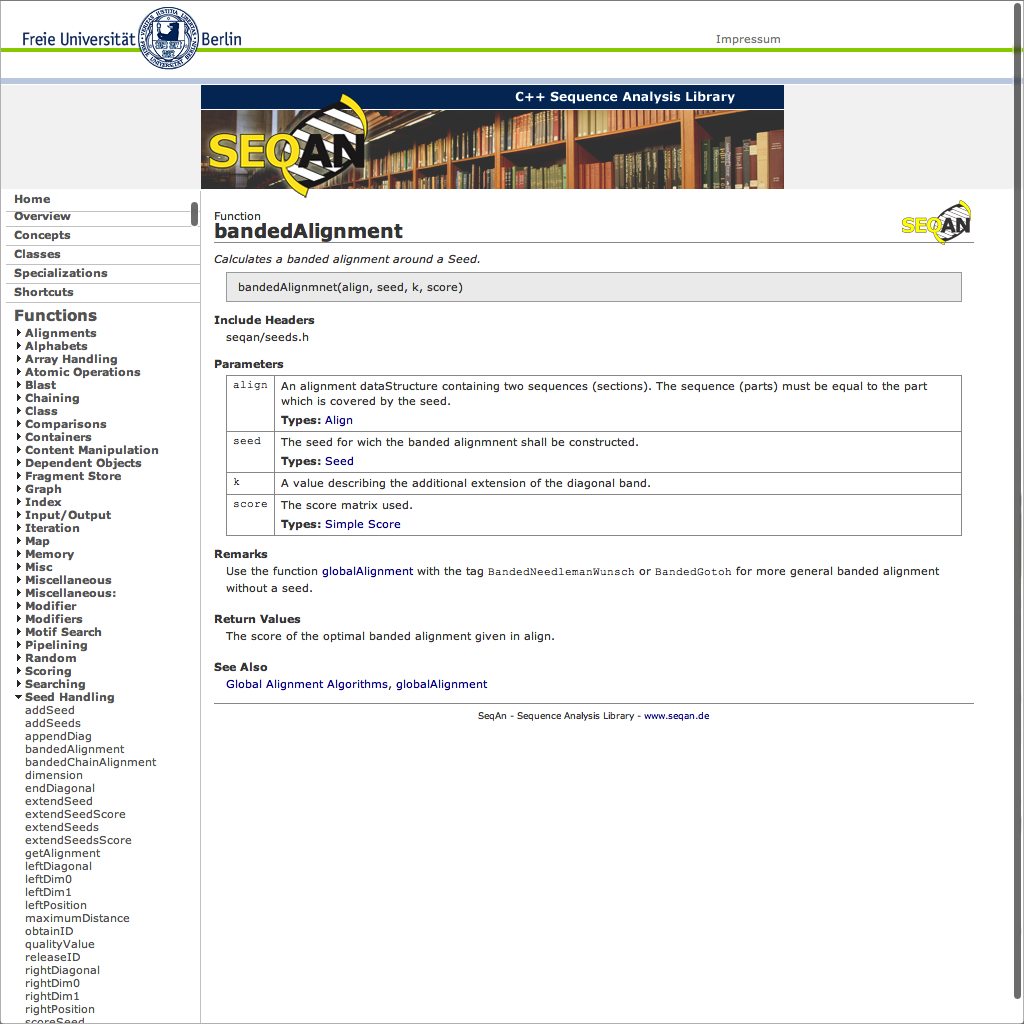 Freie Universität Berlin
Impressum
C++ Sequence Analysis Library
SEQAN
Home
Overview
Concepts
Classes
Specializations
Shortcuts
Functions
Alignments
Alphabets
Array Handling
Atomic Operations
Blast
Chaining
Class
Comparisons
Containers
Content Manipulation
Dependent Objects
Fragment Store
Graph
Index
Input/Output
Iteration
Map
Memory
Misc
Miscellaneous
Miscellaneous:
Modifier
Modifiers
Motif Search
Pipelining
Random
Scoring
Searching
Seed Handling
addSeed
addSeeds
appendDiag
bandedAlignment
bandedChainAlignment
dimension
endDiagonal
extendSeed
extendSeedScore
extendSeeds
extendSeedsScore
getAlignment
leftDiagonal
leftDim0
leftDim1
leftPosition
maximumDistance
obtainID
qualityValue
releaseID
rightDiagonal
rightDim0
rightDim1
rightPosition
scoreSeed
Function
bandedAlignment
SEQAN
Calculates a banded alignment around a Seed.
bandedAlignmnet(align, seed, k, score)
Include Headers
seqan/seeds.h
Parameters
align An alignment dataStructure containing two sequences (sections). The sequence (parts) must be equal to the part
which is covered by the seed.
Types: Align
seed The seed for wich the banded alignmnent shall be constructed.
Types: Seed
k A value describing the additional extension of the diagonal band.
score The score matrix used.
Types: Simple Score
Remarks
Use the function globalAlignment with the tag BandedNeedlemanWunsch or BandedGotoh for more general banded alignment
without a seed.
Return Values
The score of the optimal banded alignment given in align.
See Also
Global Alignment Algorithms, globalAlignment
SeqAn - Sequence Analysis Library - www.seqan.de